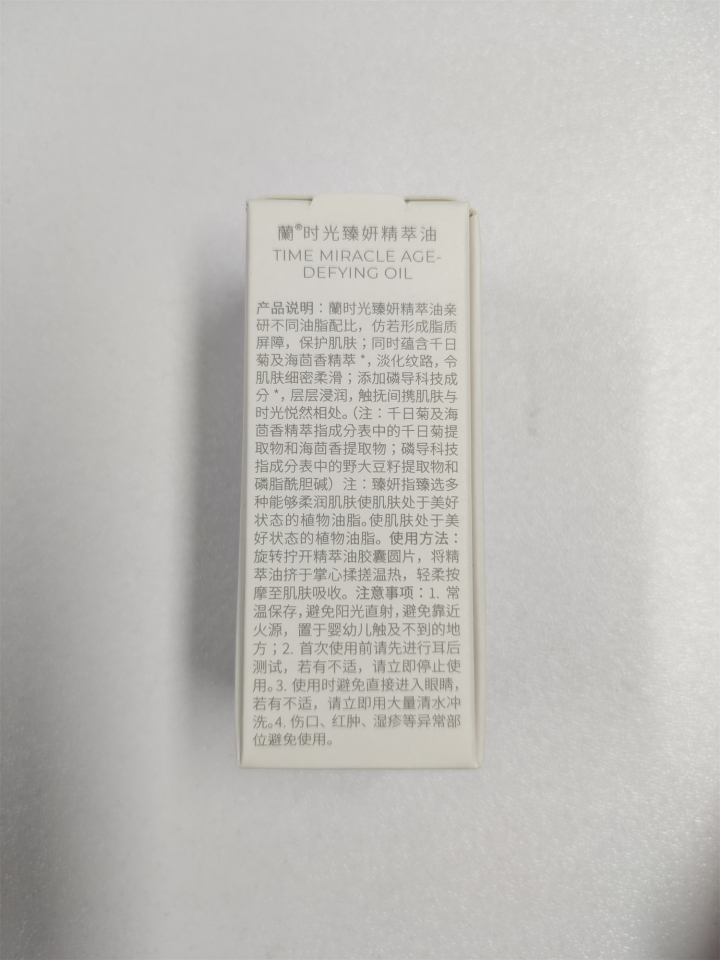 蘭®时光臻妍精萃油
TIME MIRACLE AGE-
DEFYING OIL
产品说明：蘭时光臻妍精萃油亲
研不同油脂配比，仿若形成脂质
屏障，保护肌肤；同时蕴含千日
菊及海茴香精萃*，淡化纹路，令
肌肤细密柔滑；添加磷导科技成
分*，层层浸润，触抚间携肌肤与
时光悦然相处。（注：千日菊及海
茴香精萃指成分表中的千日菊提
取物和海茴香提取物；磷导科技
指成分表中的野大豆籽提取物和
磷脂酰胆碱）注：臻妍指臻选多
种能够柔润肌肤使肌肤处于美好
状态的植物油脂。使肌肤处于美
好状态的植物油脂。使用方法：
旋转拧开精萃油胶囊圆片，将精
萃油挤于掌心揉搓温热，轻柔按
摩至肌肤吸收。注意事项：1. 常
温保存，避免阳光直射，避免靠近
火源，置于婴幼儿触及不到的地
方；2. 首次使用前请先进行耳后
测试，若有不适，请立即停止使
用。3. 使用时避免直接进入眼睛，
若有不适，请立即用大量清水冲
洗。4. 伤口、红肿、湿疹等异常部
位避免使用。